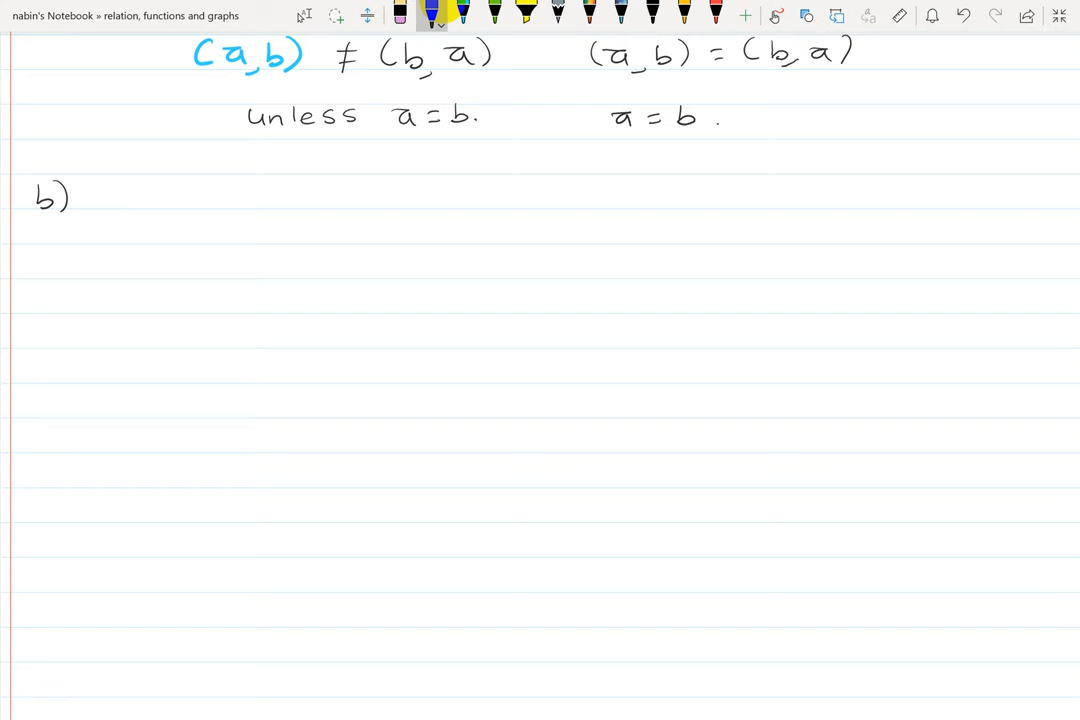 nabin's Notebook » relation, functions and graphs
(a, b) ≠ (b, a) (a, b) = (b, a)
unless a = b. a = b .
b)